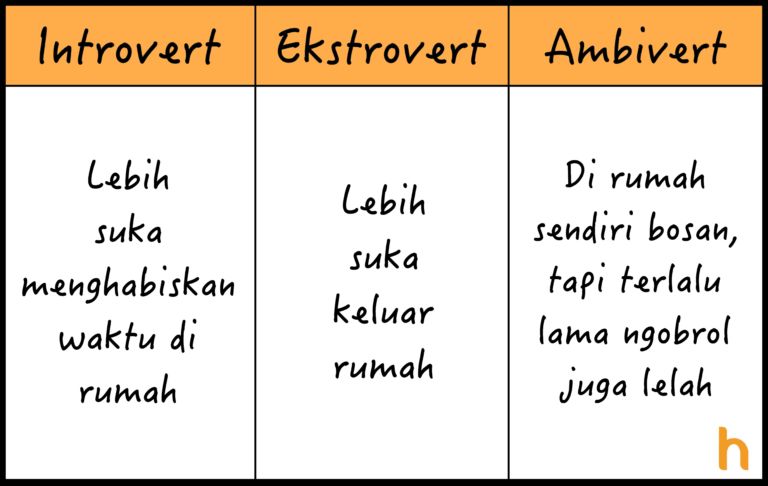 Introvert
Ekstrovert
Ambivert
Lebih
suka
menghabiskan
waktu di
rumah
Lebih
suka
keluar
rumah
Di rumah
sendiri bosan,
tapi terlalu
lama ngobrol
juga lelah
h